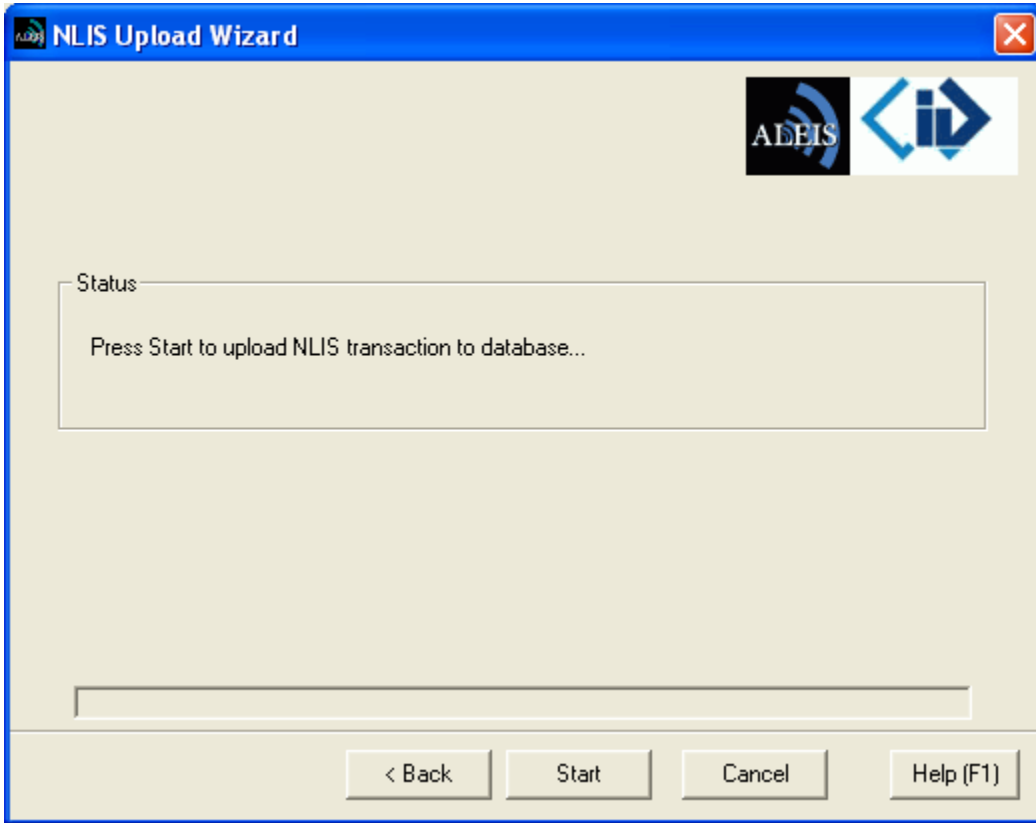 NLIS Upload Wizard
ALEIS
Status
Press Start to upload NLIS transaction to database...
< Back Start Cancel Help (F1)